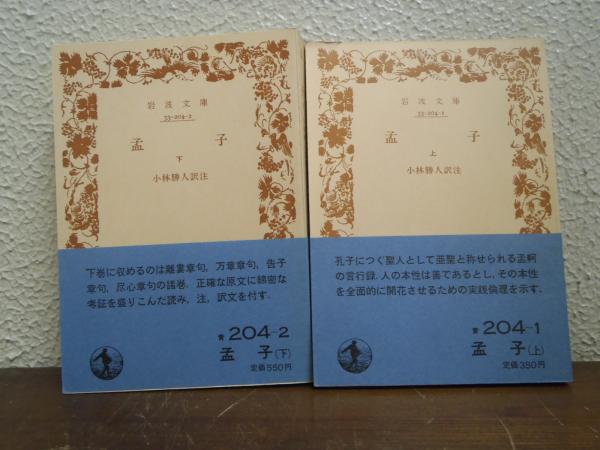 岩波文庫
33-204-2
孟子
下
小林勝人訳注
下巻に収めるのは離婁章句，万章章句，告子
章句，尽心章句の諸巻．正確な原文に綿密な
考証を盛りこんだ読み，注，訳文を付す．
青 204-2
孟子(下)
定価550円
岩波文庫
33-204-1
孟子
上
小林勝人訳注
孔子につぐ聖人として亜聖と称せられる孟軻
の言行録．人の本性は善であるとし，その本性
を全面的に開花させるための実践倫理を示す．
青 204-1
孟子(上)
定価350円